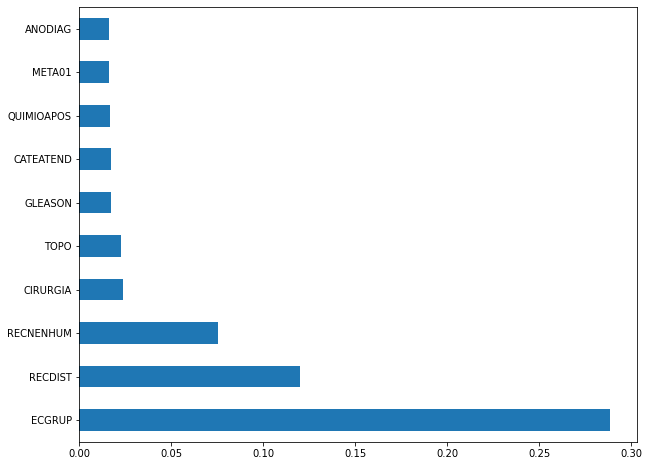 ANODIAG
META01
QUIMIOAPOS
CATEATEND
GLEASON
TOPO
CIRURGIA
RECNENHUM
RECDIST
ECGRUP
0.00 0.05 0.10 0.15 0.20 0.25 0.30